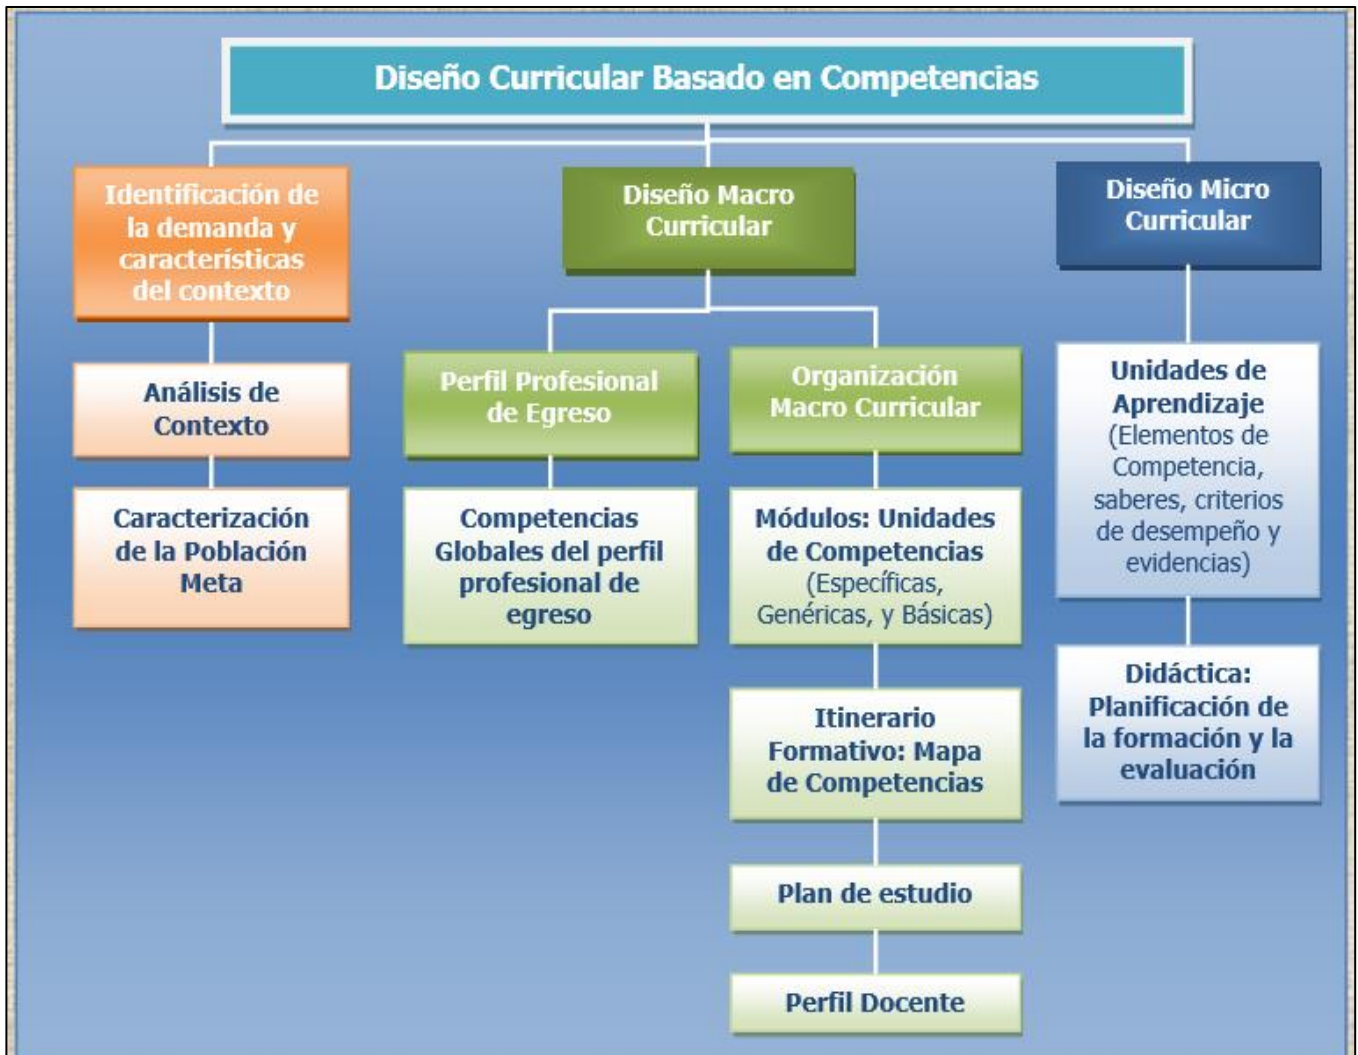 Diseño Curricular Basado en Competencias
Identificación de
la demanda y
características
del contexto
Análisis de
Contexto
Caracterización
de la Población
Meta
Diseño Macro
Curricular
Perfil Profesional
de Egreso
Competencias
Globales del perfil
profesional de
egreso
Organización
Macro Curricular
Módulos: Unidades
de Competencias
(Específicas,
Genéricas, y Básicas)
Itinerario
Formativo: Mapa
de Competencias
Plan de estudio
Perfil Docente
Diseño Micro
Curricular
Unidades de
Aprendizaje
(Elementos de
Competencia,
saberes, criterios
de desempeño y
evidencias)
Didáctica:
Planificación de
la formación y la
evaluación